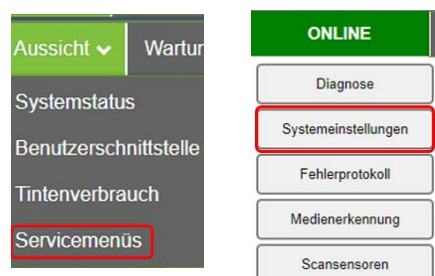 Aussicht
Systemstatus
Benutzerschnittstelle
Tintenverbrauch
Servicemenüs
ONLINE
Diagnose
Systemeinstellungen
Fehlerprotokoll
Medienerkennung
Scansensoren